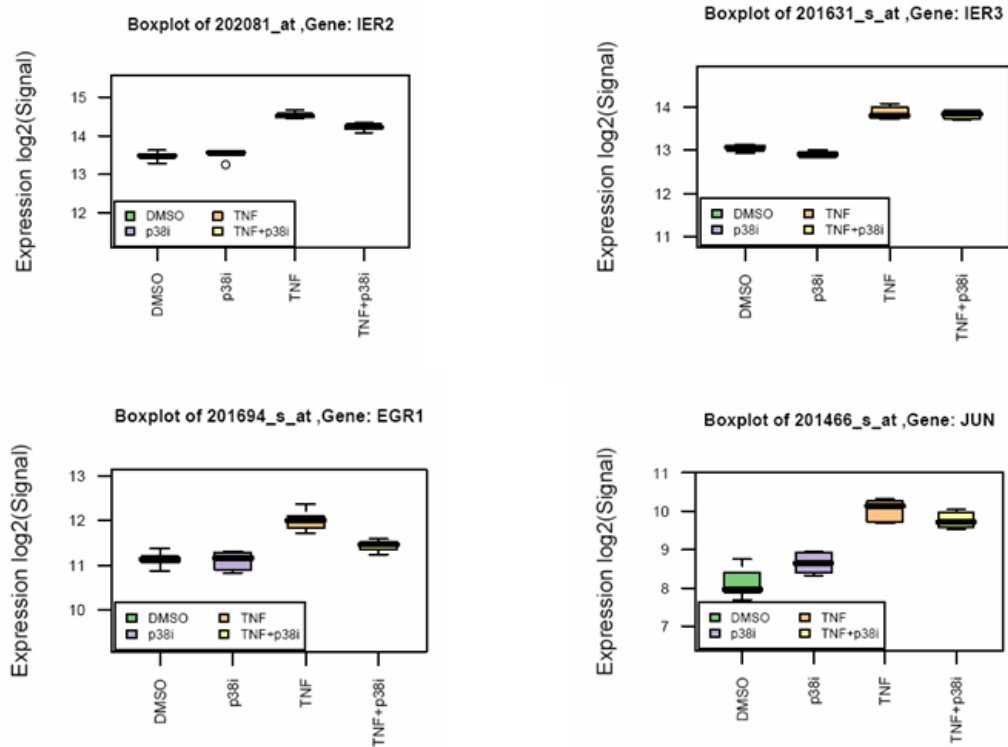 Boxplot of 202081_at ,Gene: IER2
Expression log2(Signal)
15
14
13
12
DMSO TNF
p38i TNF+p38i
DMSO
p38i
TNF
TNF+p38i
Boxplot of 201631_s_at ,Gene: IER3
Expression log2(Signal)
14
13
12
11
DMSO TNF
p38i TNF+p38i
DMSO
p38i
TNF
TNF+p38i
Boxplot of 201694_s_at ,Gene: EGR1
Expression log2(Signal)
13
12
11
10
DMSO TNF
p38i TNF+p38i
DMSO
p38i
TNF
TNF+p38i
Boxplot of 201466_s_at ,Gene: JUN
Expression log2(Signal)
11
10
9
8
7
DMSO TNF
p38i TNF+p38i
DMSO
p38i
TNF
TNF+p38i